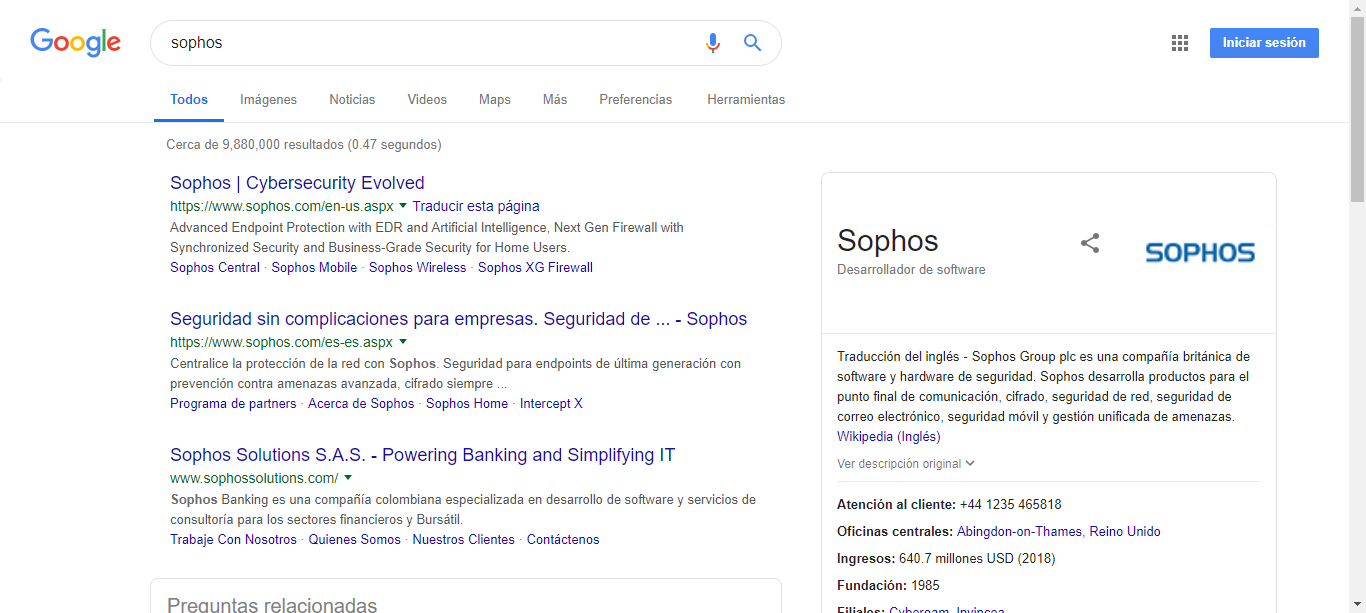 Google
sophos
Iniciar sesión
Todos Imágenes Noticias Videos Maps Más Preferencias Herramientas
Cerca de 9,880,000 resultados (0.47 segundos)
Sophos | Cybersecurity Evolved
https://www.sophos.com/en-us.aspx Traducir esta página
Advanced Endpoint Protection with EDR and Artificial Intelligence, Next Gen Firewall with
Synchronized Security and Business-Grade Security for Home Users.
Sophos Central · Sophos Mobile · Sophos Wireless · Sophos XG Firewall
Seguridad sin complicaciones para empresas. Seguridad de ... - Sophos
https://www.sophos.com/es-es.aspx
Centralice la protección de la red con Sophos. Seguridad para endpoints de última generación con
prevención contra amenazas avanzada, cifrado siempre ...
Programa de partners · Acerca de Sophos · Sophos Home · Intercept X
Sophos Solutions S.A.S. - Powering Banking and Simplifying IT
www.sophossolutions.com/
Sophos Banking es una compañía colombiana especializada en desarrollo de software y servicios de
consultoría para los sectores financieros y Bursátil.
Trabaje Con Nosotros · Quienes Somos · Nuestros Clientes · Contáctenos
Preguntas relacionadas
Sophos
Desarrollador de software
SOPHOS
Traducción del inglés - Sophos Group plc es una compañía británica de
software y hardware de seguridad. Sophos desarrolla productos para el
punto final de comunicación, cifrado, seguridad de red, seguridad de
correo electrónico, seguridad móvil y gestión unificada de amenazas.
Wikipedia (Inglés)
Ver descripción original
Atención al cliente: +44 1235 465818
Oficinas centrales: Abingdon-on-Thames, Reino Unido
Ingresos: 640.7 millones USD (2018)
Fundación: 1985
Filiales: Cyberoam, Invincea